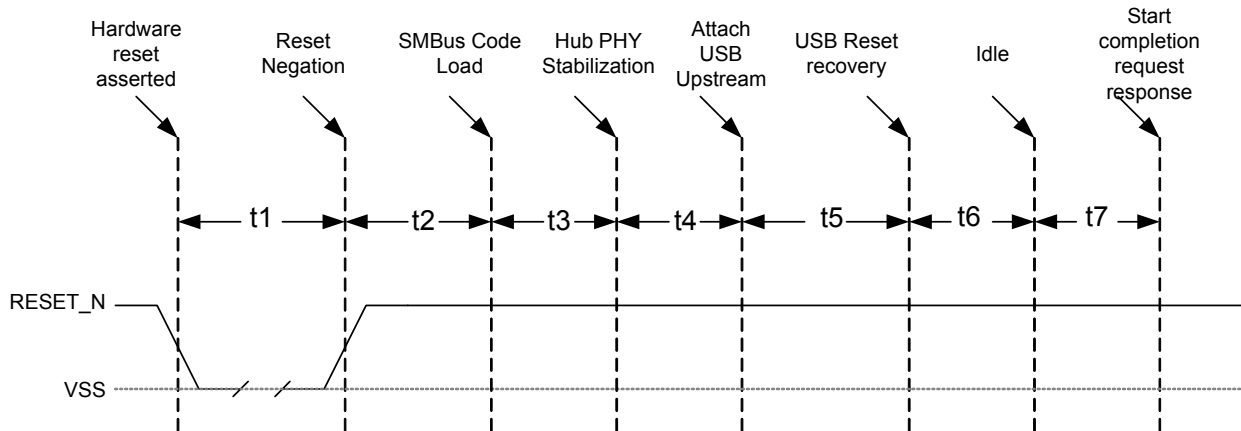 Hardware
reset
asserted
Reset
Negation
SMBus Code
Load
Hub PHY
Stabilization
Attach
USB
Upstream
USB Reset
recovery
Idle
Start
completion
request
response
t1
t2
t3
t4
t5
t6
t7
RESET_N
VSS